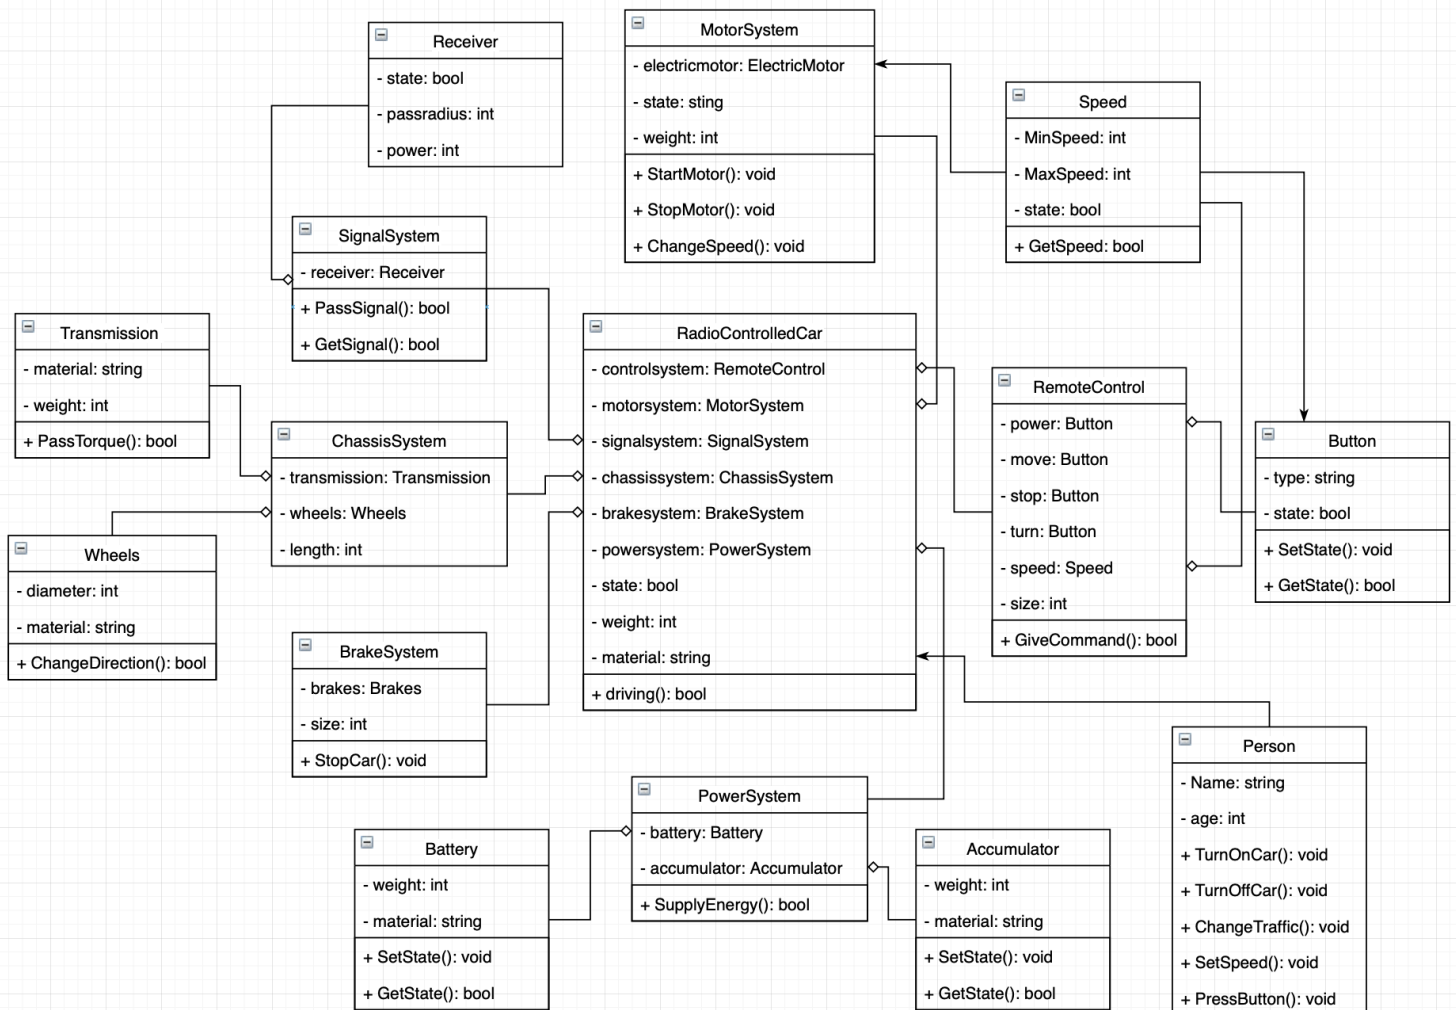 Receiver
- state: bool
- passradius: int
- power: int
MotorSystem
- electricmotor: ElectricMotor
- state: sting
- weight: int
+ StartMotor(): void
+ StopMotor(): void
+ ChangeSpeed(): void
Speed
- MinSpeed: int
- MaxSpeed: int
- state: bool
+ GetSpeed: bool
SignalSystem
- receiver: Receiver
+ PassSignal(): bool
+ GetSignal(): bool
Transmission
- material: string
- weight: int
+ PassTorque(): bool
ChassisSystem
- transmission: Transmission
- wheels: Wheels
- length: int
RadioControlledCar
- controlsystem: RemoteControl
- motorsystem: MotorSystem
- signalsystem: SignalSystem
- chassissystem: ChassisSystem
- brakesystem: BrakeSystem
- powersystem: PowerSystem
- state: bool
- weight: int
- material: string
+ driving(): bool
RemoteControl
- power: Button
- move: Button
- stop: Button
- turn: Button
- speed: Speed
- size: int
+ GiveCommand(): bool
Button
- type: string
- state: bool
+ SetState(): void
+ GetState(): bool
Wheels
- diameter: int
- material: string
+ ChangeDirection(): bool
BrakeSystem
- brakes: Brakes
- size: int
+ StopCar(): void
Person
- Name: string
- age: int
+ TurnOnCar(): void
+ TurnOffCar(): void
+ ChangeTraffic(): void
+ SetSpeed(): void
+ PressButton(): void
PowerSystem
- battery: Battery
- accumulator: Accumulator
+ SupplyEnergy(): bool
Battery
- weight: int
- material: string
+ SetState(): void
+ GetState(): bool
Accumulator
- weight: int
- material: string
+ SetState(): void
+ GetState(): bool